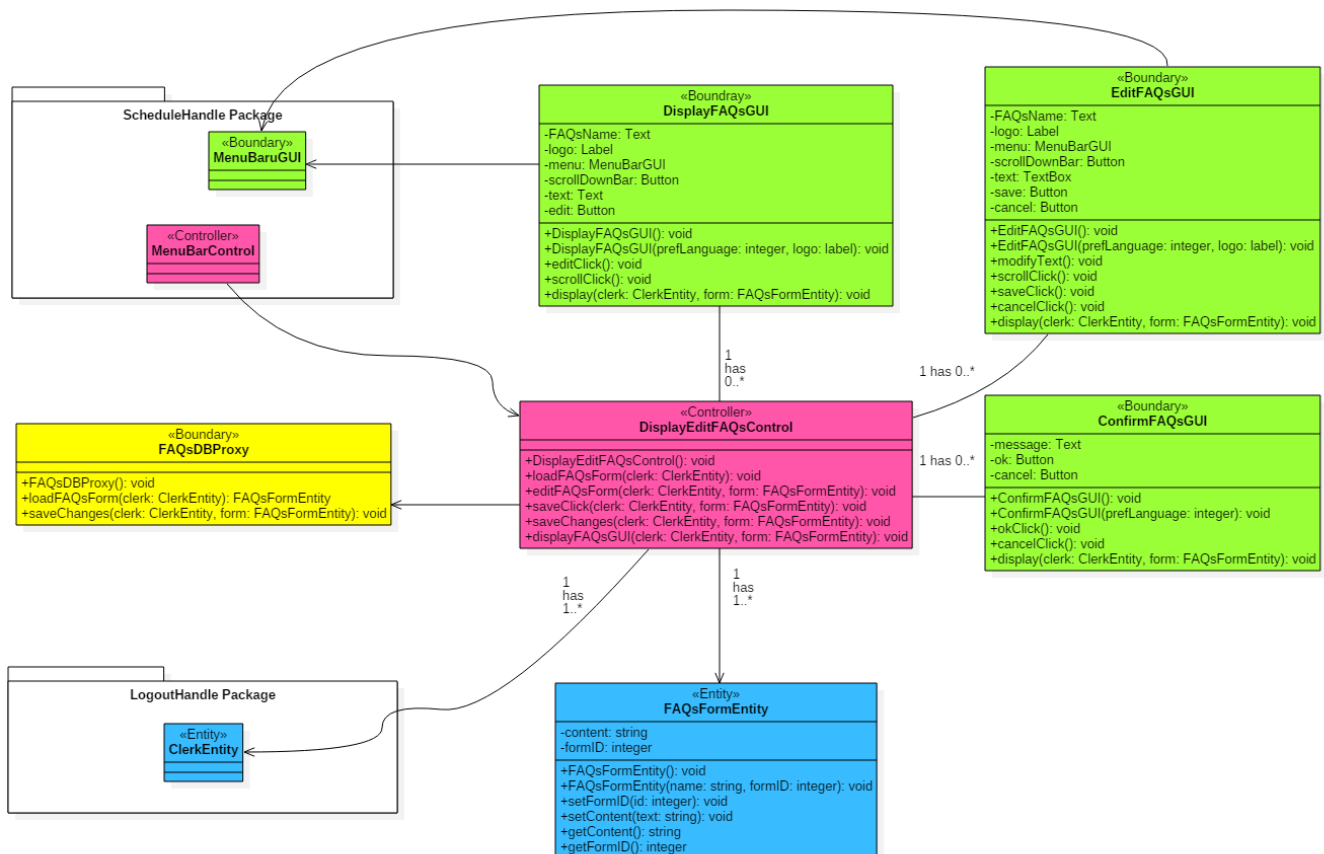 ScheduleHandle Package
«Boundary»
MenuBaruGUI
«Controller»
MenuBarControl
«Boundray»
DisplayFAQsGUI
-FAQsName: Text
-logo: Label
-menu: MenuBarGUI
-scrollDownBar: Button
-text: Text
-edit: Button
+DisplayFAQsGUI(): void
+DisplayFAQsGUI(prefLanguage: integer, logo: label): void
+editClick(): void
+scrollClick(): void
+display(clerk: ClerkEntity, form: FAQsFormEntity): void
«Boundary»
EditFAQsGUI
-FAQsName: Text
-logo: Label
-menu: MenuBarGUI
-scrollDownBar: Button
-text: TextBox
-save: Button
-cancel: Button
+EditFAQsGUI(): void
+EditFAQsGUI(prefLanguage: integer, logo: label): void
+modifyText(): void
+scrollClick(): void
+saveClick(): void
+cancelClick(): void
+display(clerk: ClerkEntity, form: FAQsFormEntity): void
1
has
0..*
1 has 0..*
«Boundary»
FAQsDBProxy
+FAQsDBProxy(): void
+loadFAQsForm(clerk: ClerkEntity): FAQsFormEntity
+saveChanges(clerk: ClerkEntity, form: FAQsFormEntity): void
«Controller»
DisplayEditFAQsControl
+DisplayEditFAQsControl(): void
+loadFAQsForm(clerk: ClerkEntity): void
+editFAQsForm(clerk: ClerkEntity, form: FAQsFormEntity): void
+saveClick(clerk: ClerkEntity, form: FAQsFormEntity): void
+saveChanges(clerk: ClerkEntity, form: FAQsFormEntity): void
+displayFAQsGUI(clerk: ClerkEntity, form: FAQsFormEntity): void
1 has 0..*
«Boundary»
ConfirmFAQsGUI
-message: Text
-ok: Button
-cancel: Button
+ConfirmFAQsGUI(): void
+ConfirmFAQsGUI(prefLanguage: integer): void
+okClick(): void
+cancelClick(): void
+display(clerk: ClerkEntity, form: FAQsFormEntity): void
1
has
1..*
1
has
1..*
LogoutHandle Package
«Entity»
ClerkEntity
«Entity»
FAQsFormEntity
-content: string
-formID: integer
+FAQsFormEntity(): void
+FAQsFormEntity(name: string, formID: integer): void
+setFormID(id: integer): void
+setContent(text: string): void
+getContent(): string
+getFormID(): integer